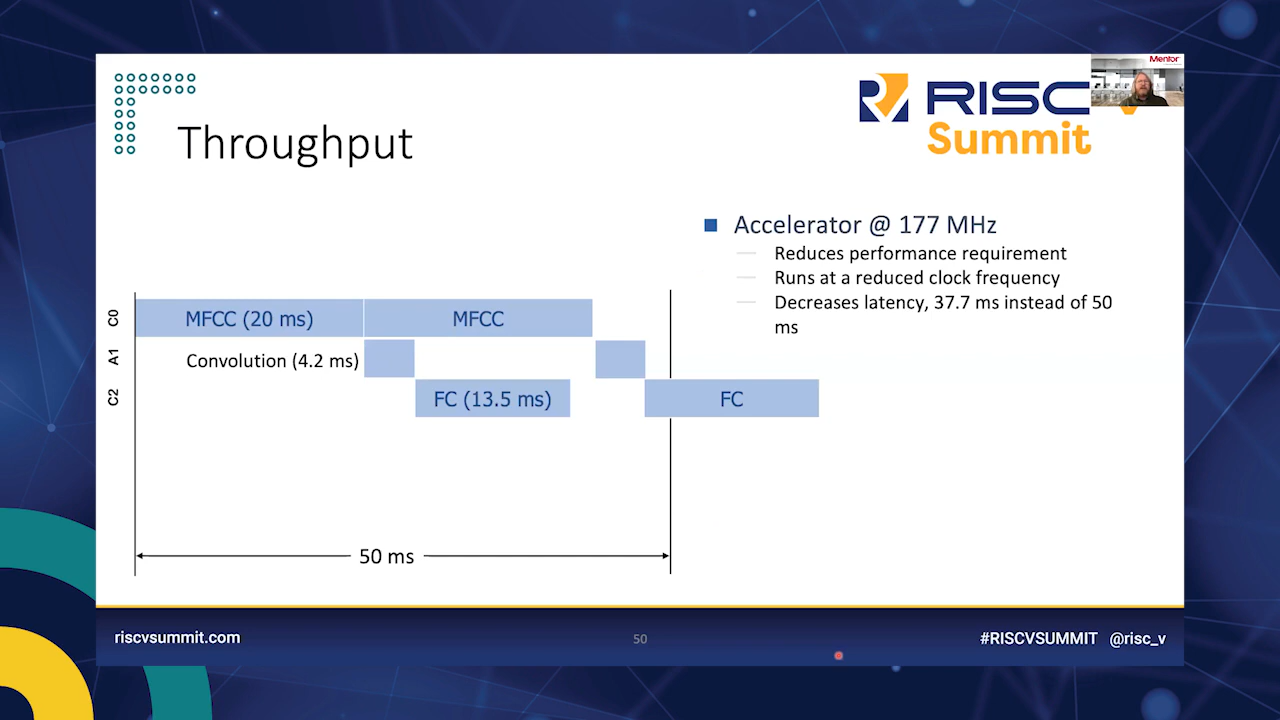 Mentor
RISC
Summit
Throughput
Accelerator @ 177 MHz
Reduces performance requirement
Runs at a reduced clock frequency
Decreases latency, 37.7 ms instead of 50
ms
C0
MFCC (20 ms)
MFCC
A1
Convolution (4.2 ms)
C2
FC (13.5 ms)
FC
50 ms
riscvsummit.com
50
#RISCVSUMMIT @risc_v